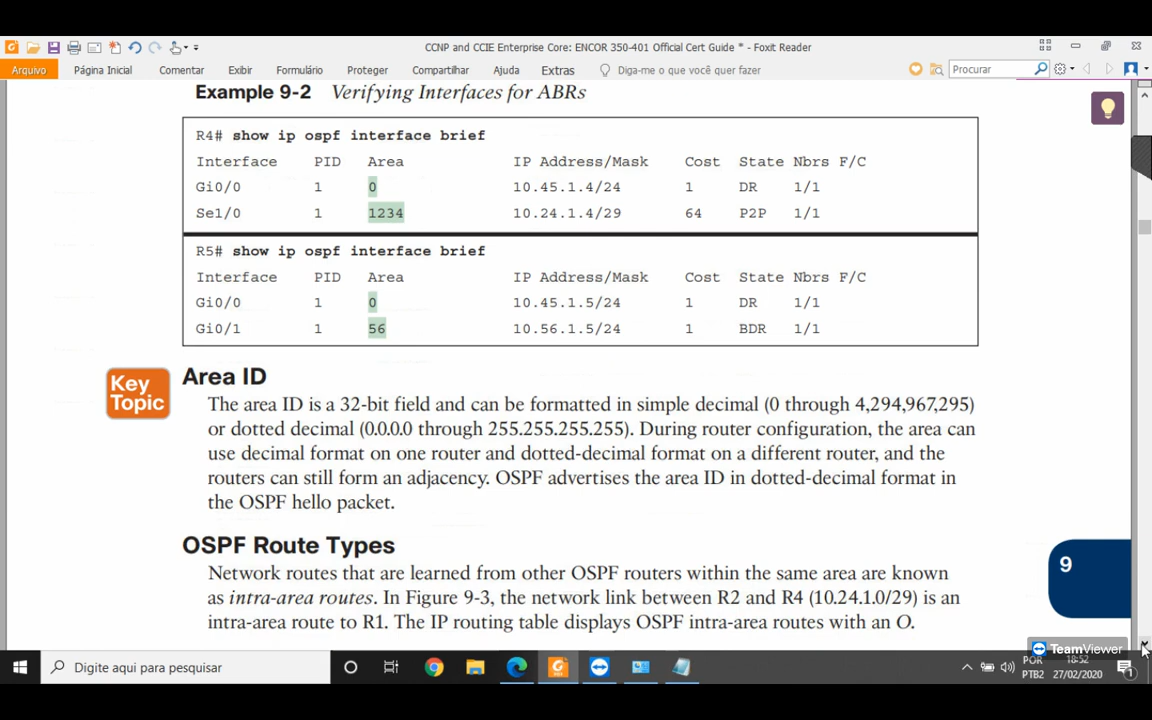 CCNP and CCIE Enterprise Core: ENCOR 350-401 Official Cert Guide * - Foxit Reader
Arquivo Página Inicial Comentar Exibir Formulário Proteger Compartilhar Ajuda Extras Diga-me o que você quer fazer Procurar
Example 9-2 Verifying Interfaces for ABRs
R4# show ip ospf interface brief
Interface PID Area IP Address/Mask Cost State Nbrs F/C
Gi0/0 1 0 10.45.1.4/24 1 DR 1/1
Se1/0 1 1234 10.24.1.4/29 64 P2P 1/1
R5# show ip ospf interface brief
Interface PID Area IP Address/Mask Cost State Nbrs F/C
Gi0/0 1 0 10.45.1.5/24 1 DR 1/1
Gi0/1 1 56 10.56.1.5/24 1 BDR 1/1
Key
Topic
Area ID
The area ID is a 32-bit field and can be formatted in simple decimal (0 through 4,294,967,295)
or dotted decimal (0.0.0.0 through 255.255.255.255). During router configuration, the area can
use decimal format on one router and dotted-decimal format on a different router, and the
routers can still form an adjacency. OSPF advertises the area ID in dotted-decimal format in
the OSPF hello packet.
OSPF Route Types
9
Network routes that are learned from other OSPF routers within the same area are known
as intra-area routes. In Figure 9-3, the network link between R2 and R4 (10.24.1.0/29) is an
intra-area route to R1. The IP routing table displays OSPF intra-area routes with an O.
TeamViewer
Digite aqui para pesquisar
POR
PTB2
18:52
27/02/2020
1